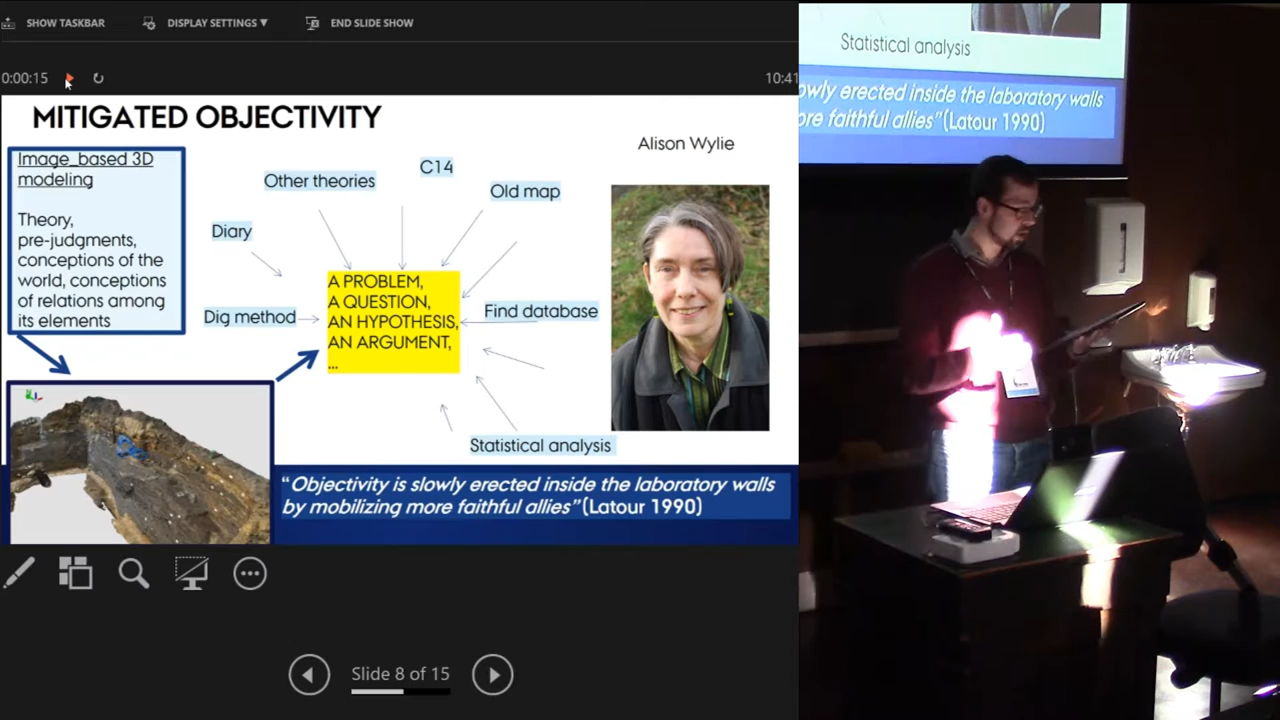 SHOW TASKBAR
DISPLAY SETTINGS ▼
END SLIDE SHOW
0:00:15
10:41
MITIGATED OBJECTIVITY
Image_based 3D
modeling
Theory,
pre-judgments,
conceptions of the
world, conceptions
of relations among
its elements
Other theories
C14
Old map
Diary
Dig method
Find database
Statistical analysis
A PROBLEM,
A QUESTION,
AN HYPOTHESIS,
AN ARGUMENT,
...
Alison Wylie
“Objectivity is slowly erected inside the laboratory walls
by mobilizing more faithful allies”(Latour 1990)
Slide 8 of 15
Statistical analysis
owly erected inside the laboratory walls
ore faithful allies”(Latour 1990)